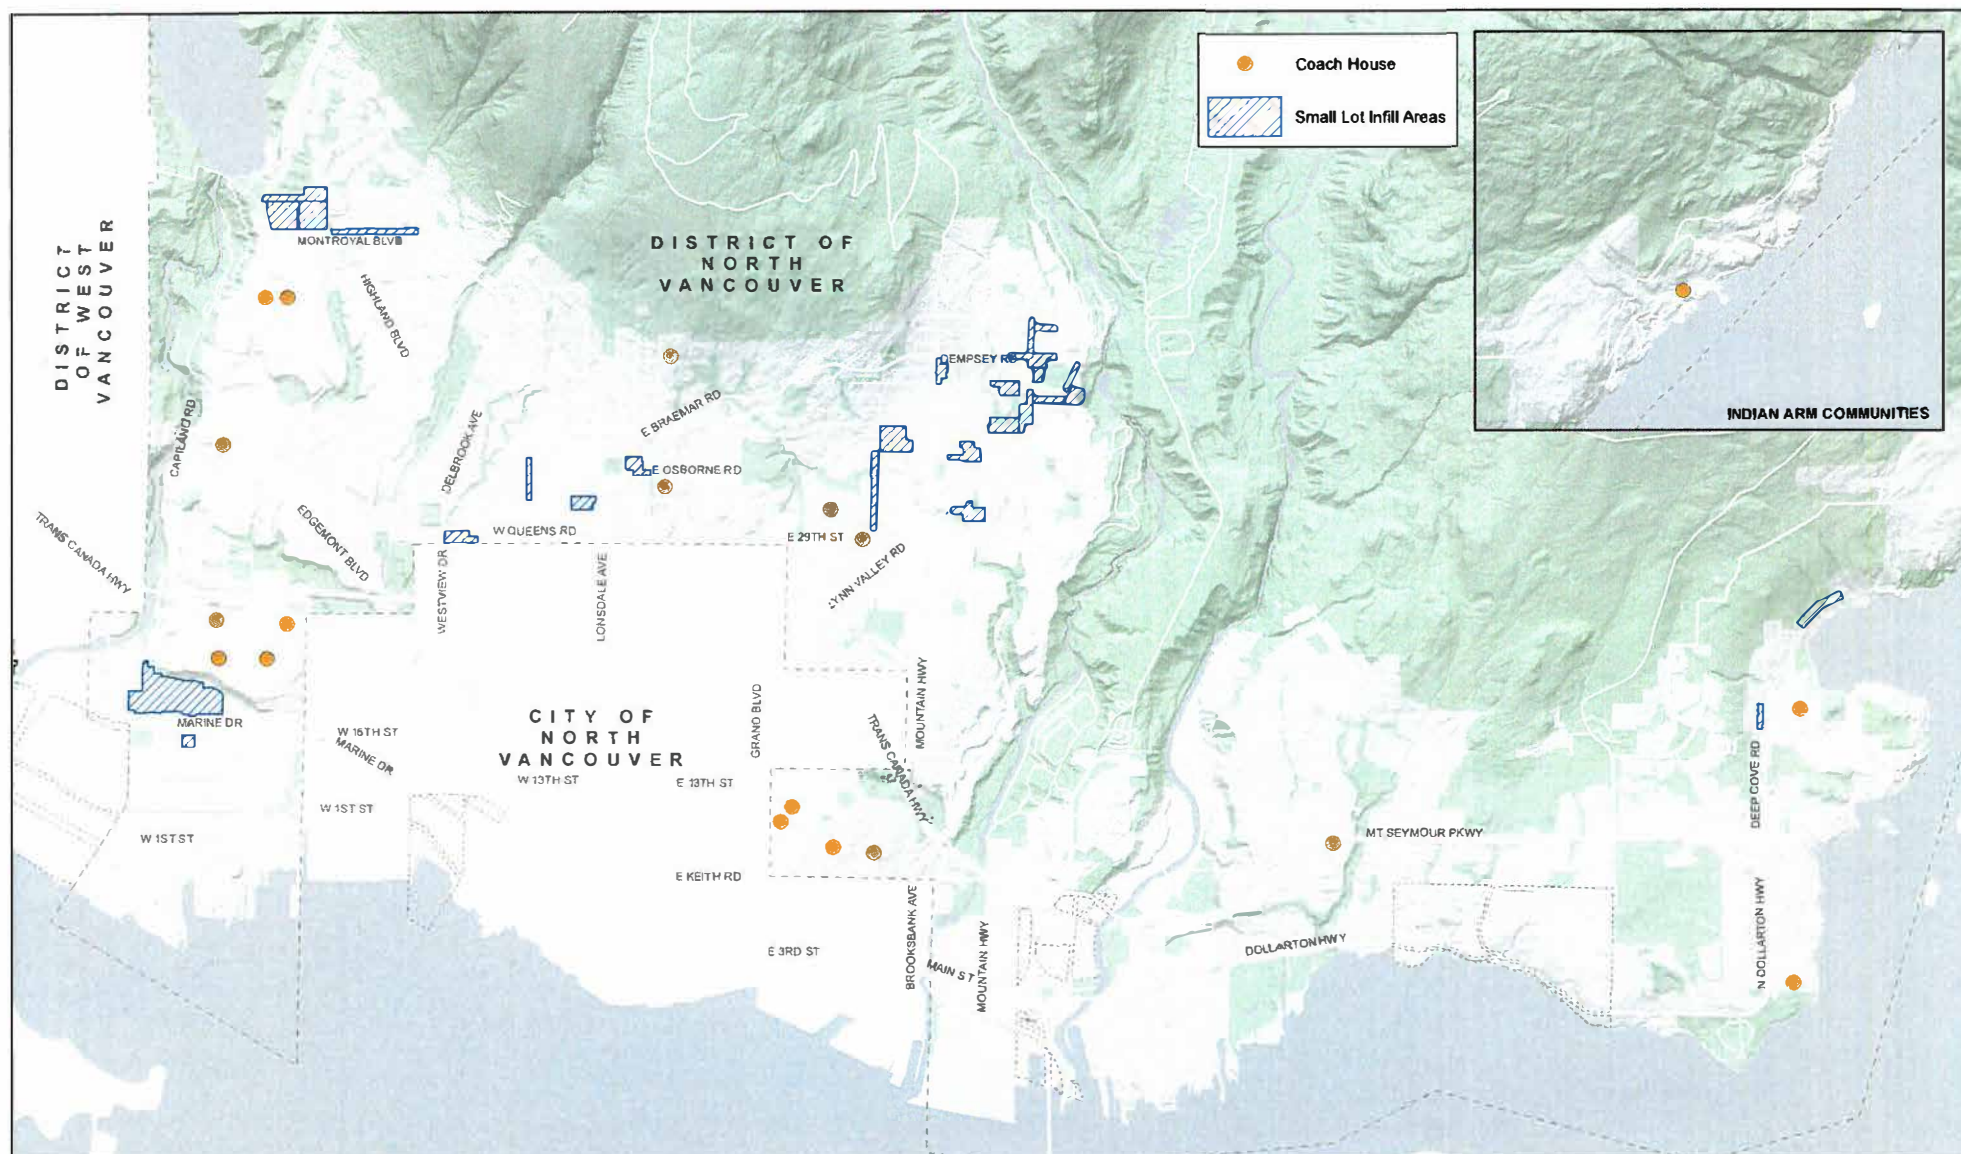 Coach House
Small Lot Infill Areas
INDIAN ARM COMMUNITIES
DISTRICT
OF WEST
VANCOUVER
MONTROYAL BLVD
DISTRICT OF
NORTH
VANCOUVER
HIGHLAND BLVD
DEMPSEY RD
CAPILANO RD
DELBROOK AVE
E BRAEMAR RD
E OSBORNE RD
TRANS CANADA HWY
EDGEMONT BLVD
W QUEENS RD
E 29TH ST
LYNN VALLEY RD
WESTVIEW DR
LONSDALE AVE
MOUNTAIN HWY
GRAND BLVD
MARINE DR
W 15TH ST
MARINE DR
CITY OF
NORTH
VANCOUVER
TRANS CANADA HWY
W 13TH ST
E 13TH ST
DEEP COVE RD
W 1ST ST
W 1ST ST
MT SEYMOUR PKWY
E KEITH RD
BROOKSBANK AVE
MOUNTAIN HWY
N DOLLARTON HWY
E 3RD ST
MAIN ST
DOLLARTON HWY